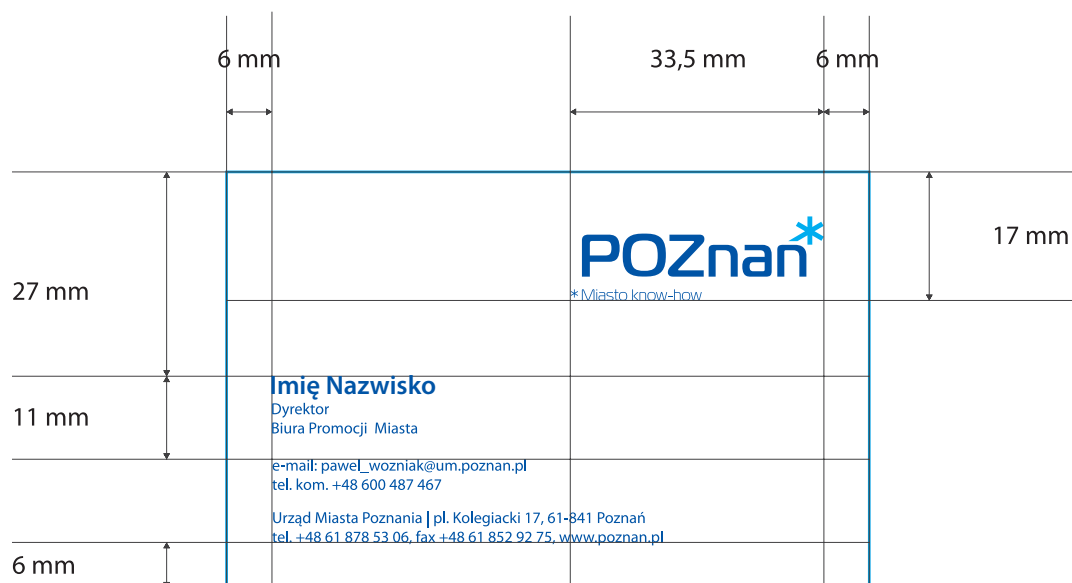 6 mm
33,5 mm
6 mm
17 mm
POZnan*
* Miasto know-how
27 mm
Imię Nazwisko
11 mm
Dyrektor
Biura Promocji Miasta
e-mail: pawel_wozniak@um.poznan.pl
tel. kom. +48 600 487 467
Urząd Miasta Poznania | pl. Kolegiacki 17, 61-841 Poznań
tel. +48 61 878 53 06, fax +48 61 852 92 75, www.poznan.pl
6 mm